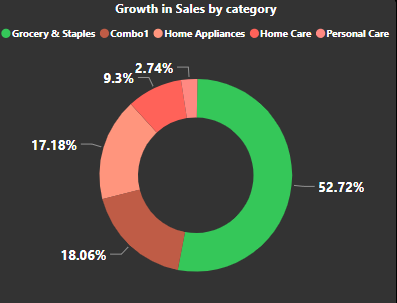 Growth in Sales by category
Grocery & Staples Combo1 Home Appliances Home Care Personal Care
2.74%
9.3%
17.18%
52.72%
18.06%